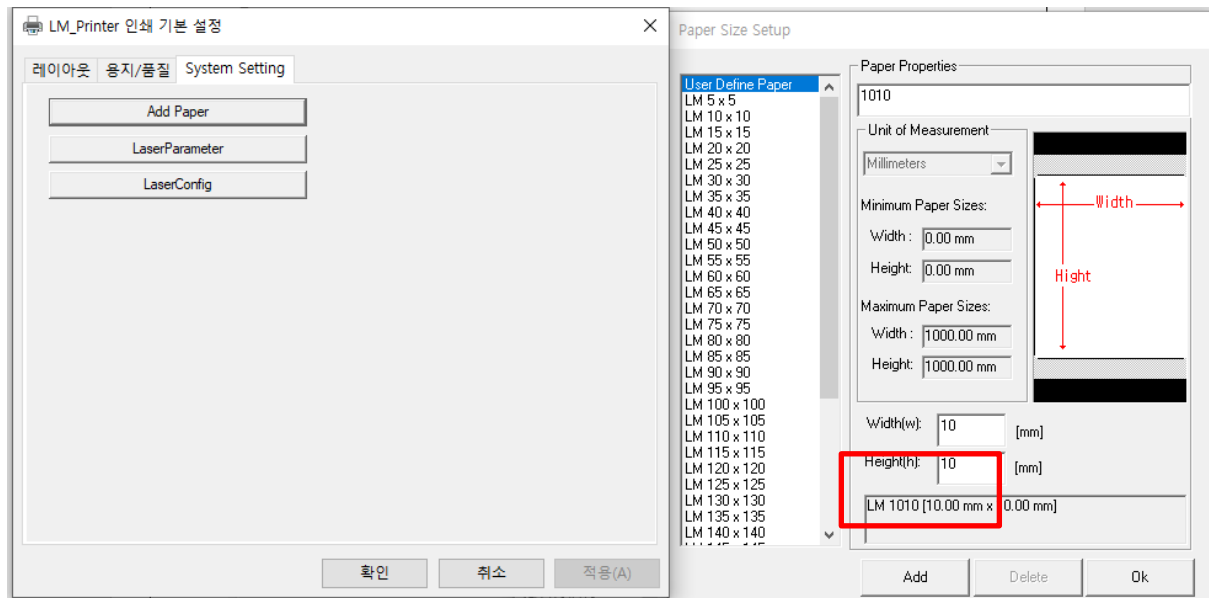 LM_Printer 인쇄 기본 설정
레이아웃 용지/품질 System Setting
Add Paper
LaserParameter
LaserConfig
확인 취소 적용(A)
Paper Size Setup
User Define Paper
LM 5 x 5
LM 10 x 10
LM 15 x 15
LM 20 x 20
LM 25 x 25
LM 30 x 30
LM 35 x 35
LM 40 x 40
LM 45 x 45
LM 50 x 50
LM 55 x 55
LM 60 x 60
LM 65 x 65
LM 70 x 70
LM 75 x 75
LM 80 x 80
LM 85 x 85
LM 90 x 90
LM 95 x 95
LM 100 x 100
LM 105 x 105
LM 110 x 110
LM 115 x 115
LM 120 x 120
LM 125 x 125
LM 130 x 130
LM 135 x 135
LM 140 x 140
Paper Properties
1010
Unit of Measurement
Millimeters
Minimum Paper Sizes:
Width : 0.00 mm
Height: 0.00 mm
Maximum Paper Sizes:
Width : 1000.00 mm
Height: 1000.00 mm
Width
Hight
Width(w): 10 [mm]
Height(h): 10 [mm]
LM 1010 [10.00 mm x 0.00 mm]
Add Delete Ok